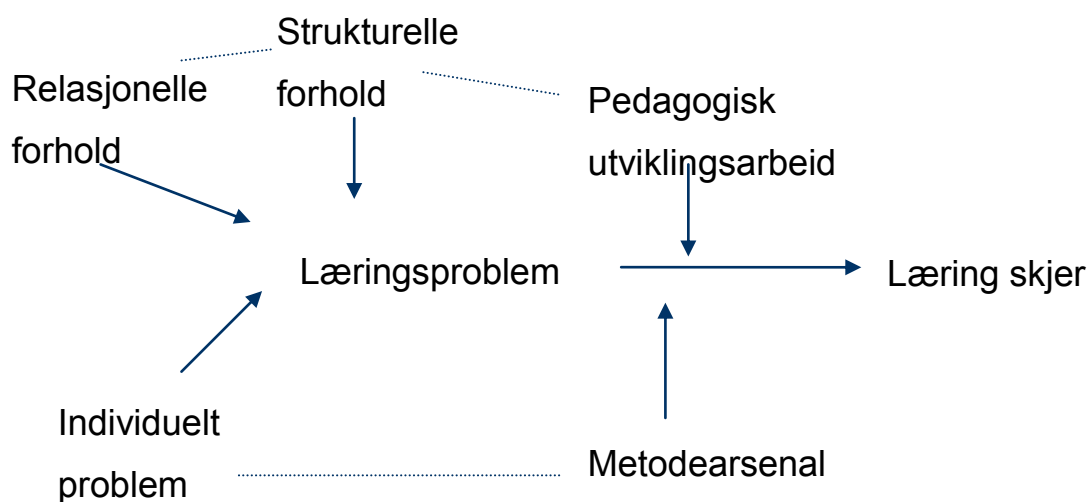 Strukturelle
forhold
Relasjonelle
forhold
Pedagogisk
utviklingsarbeid
Læringsproblem
Læring skjer
Individuelt
problem
Metodearsenal